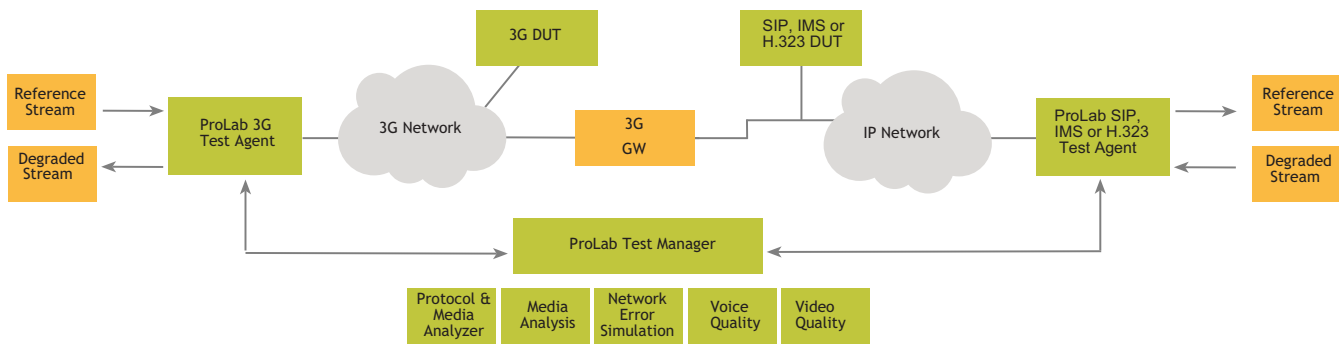 3G DUT
SIP, IMS or
H.323 DUT
Reference
Stream
Degraded
Stream
ProLab 3G
Test Agent
3G Network
3G
GW
IP Network
ProLab SIP,
IMS or H.323
Test Agent
Reference
Stream
Degraded
Stream
ProLab Test Manager
Protocol &
Media
Analyzer
Media
Analysis
Network
Error
Simulation
Voice
Quality
Video
Quality